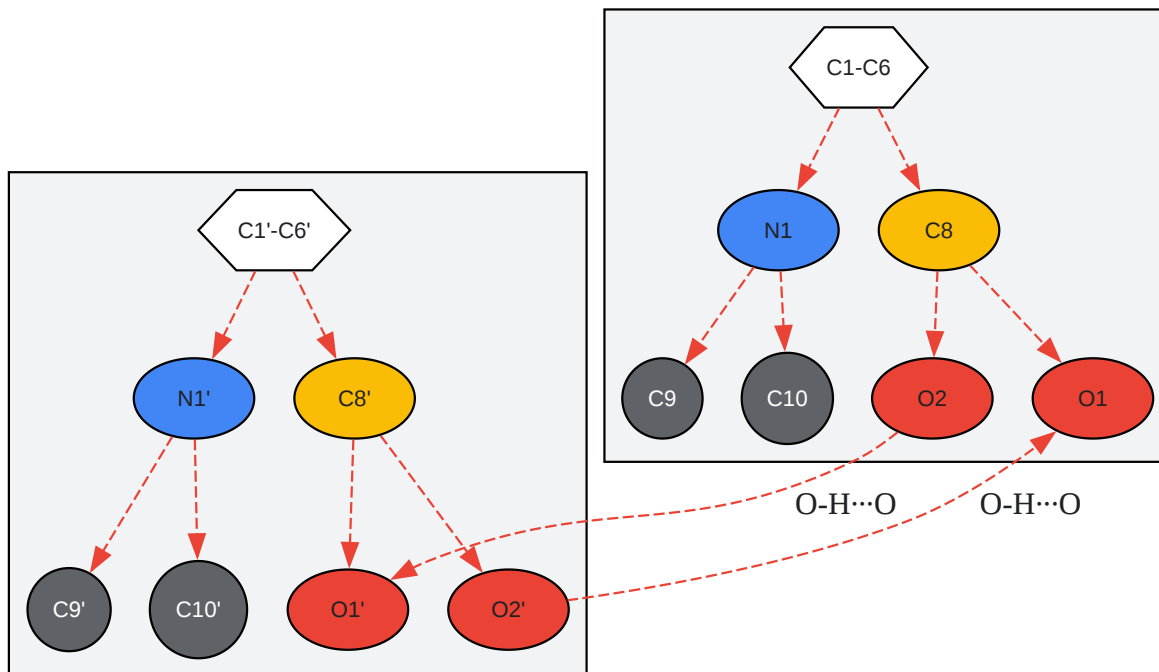 C1-C6
N1
C8
C9
C10
O2
O1
C1'-C6'
N1'
C8'
C9'
C10'
O1'
O2'
O-H···O
O-H···O